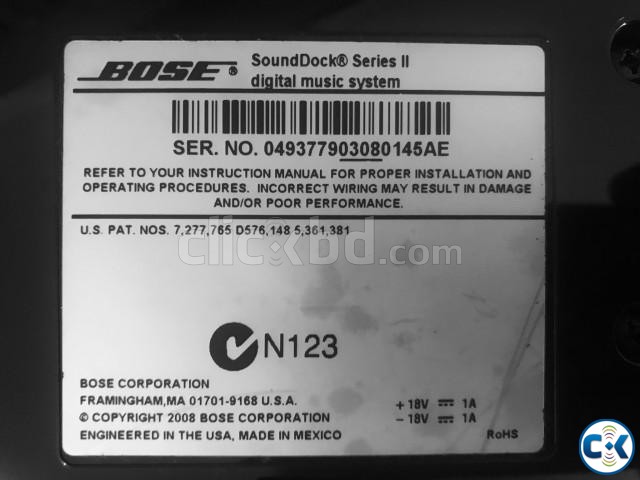 BOSE® SoundDock® Series II
digital music system
SER. NO. 049377903080145AE
REFER TO YOUR INSTRUCTION MANUAL FOR PROPER INSTALLATION AND
OPERATING PROCEDURES. INCORRECT WIRING MAY RESULT IN DAMAGE
AND/OR POOR PERFORMANCE.
U.S. PAT. NOS. 7,277,765 D576,148 5,361,381
clickbd.com
N123
BOSE CORPORATION
FRAMINGHAM,MA 01701-9168 U.S.A.
© COPYRIGHT 2008 BOSE CORPORATION
ENGINEERED IN THE USA, MADE IN MEXICO
+ 18V ⎓ 1A
- 18V ⎓ 1A
RoHS
CK